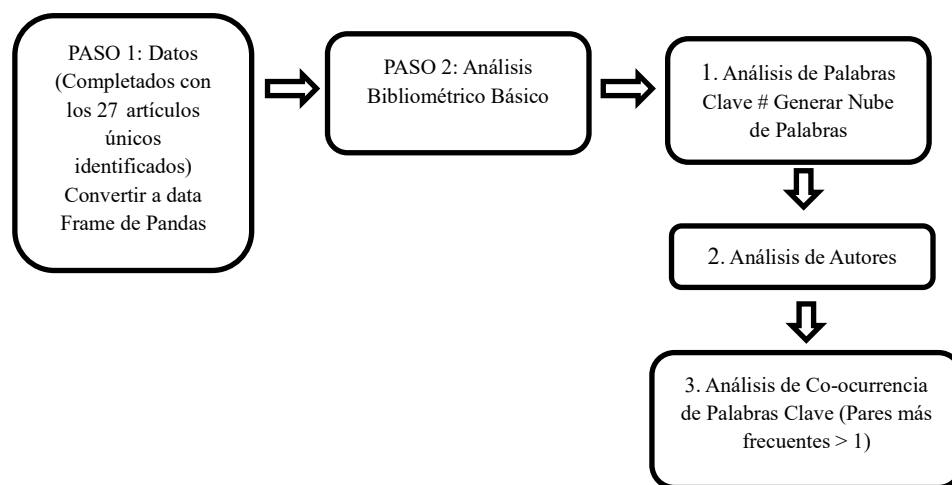 PASO 1: Datos
(Completados con
los 27 artículos
únicos
identificados)
Convertir a data
Frame de Pandas
PASO 2: Análisis
Bibliométrico Básico
1. Análisis de Palabras
Clave # Generar Nube
de Palabras
2. Análisis de Autores
3. Análisis de Co-ocurrencia
de Palabras Clave (Pares más
frecuentes > 1)